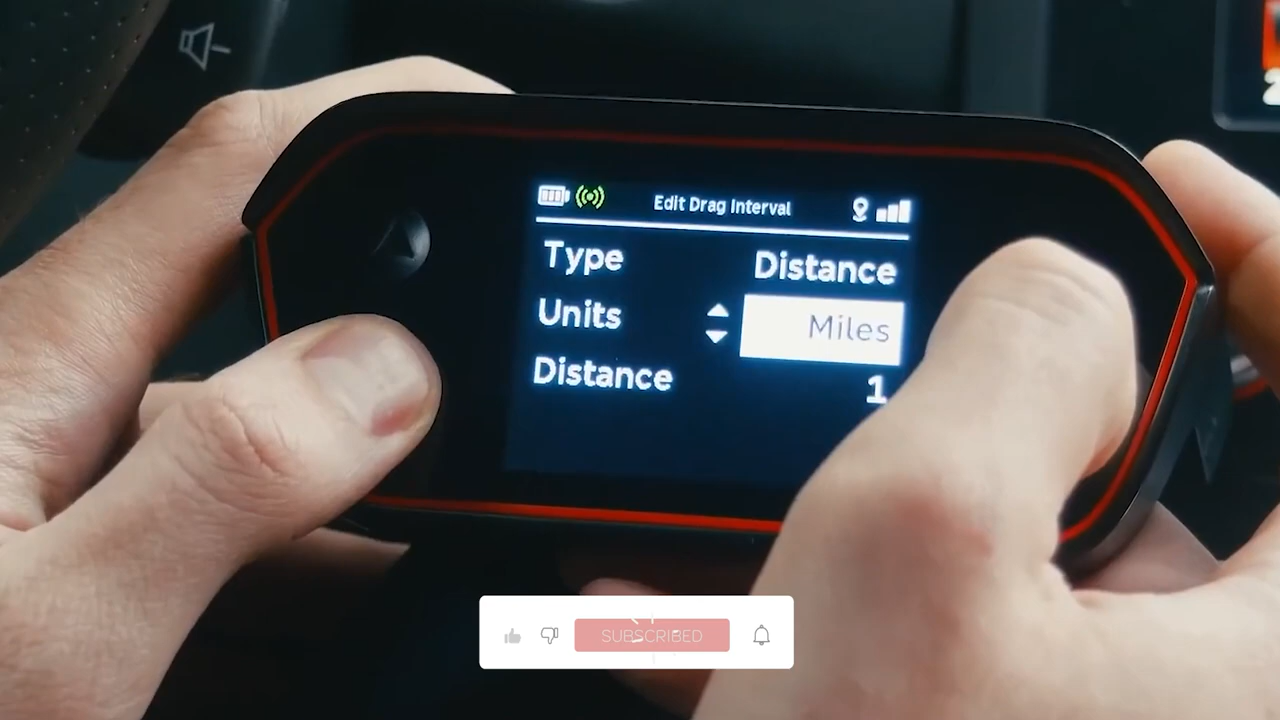 Edit Drag Interval
Type Distance
Units Miles
Distance 1
SUBSCRIBED